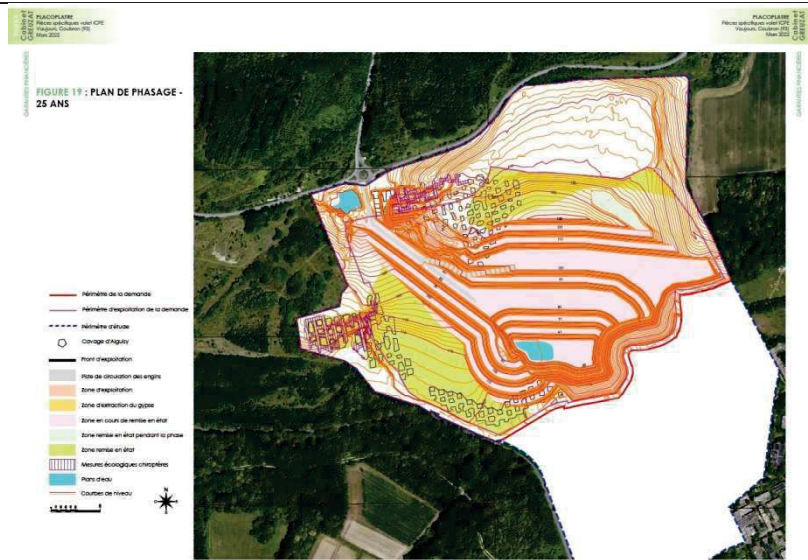 Cabinet
GREUZAT
PLACOPLATRE
Pièces spécifiques volet ICPE
Vaujours, Coubron (93)
Mars 2022
PLACOPLATRE
Pièces spécifiques volet ICPE
Vaujours, Coubron (93)
Mars 2022
Cabinet
GREUZAT
GARANTIES FINANCIÈRES
GARANTIES FINANCIÈRES
FIGURE 19 : PLAN DE PHASAGE -
25 ANS
Périmètre de la demande
Périmètre d'exploitation de la demande
Périmètre d'étude
Cavage d'Aiguisy
Front d'exploitation
Piste de circulation des engins
Zone d'exploitation
Zone d'extraction du gypse
Zone en cours de remise en état
Zone remise en état pendant la phase
Zone remise en état
Mesures écologiques chiroptères
Plans d'eau
Courbes de niveau
N